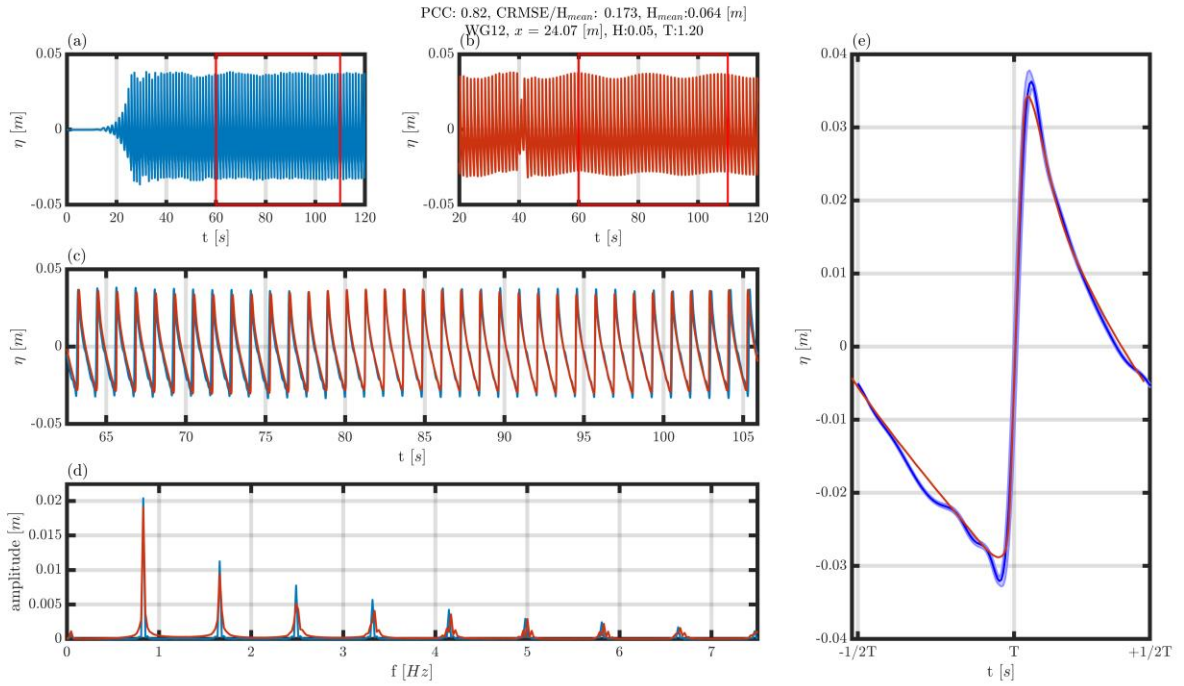 PCC: 0.82, CRMSE/H_mean: 0.173, H_mean:0.064 [m]
WG12, x = 24.07 [m], H:0.05, T:1.20
(a)
0.05
0
-0.05
η [m]
0 20 40 60 80 100 120
t [s]
(b)
0.05
0
-0.05
η [m]
20 40 60 80 100 120
t [s]
(c)
0.05
0
-0.05
η [m]
65 70 75 80 85 90 95 100 105
t [s]
(d)
0.02
0.015
0.01
0.005
0
amplitude [m]
0 1 2 3 4 5 6 7
f [Hz]
(e)
0.04
0.03
0.02
0.01
0
-0.01
-0.02
-0.03
-0.04
η [m]
-1/2T T +1/2T
t [s]